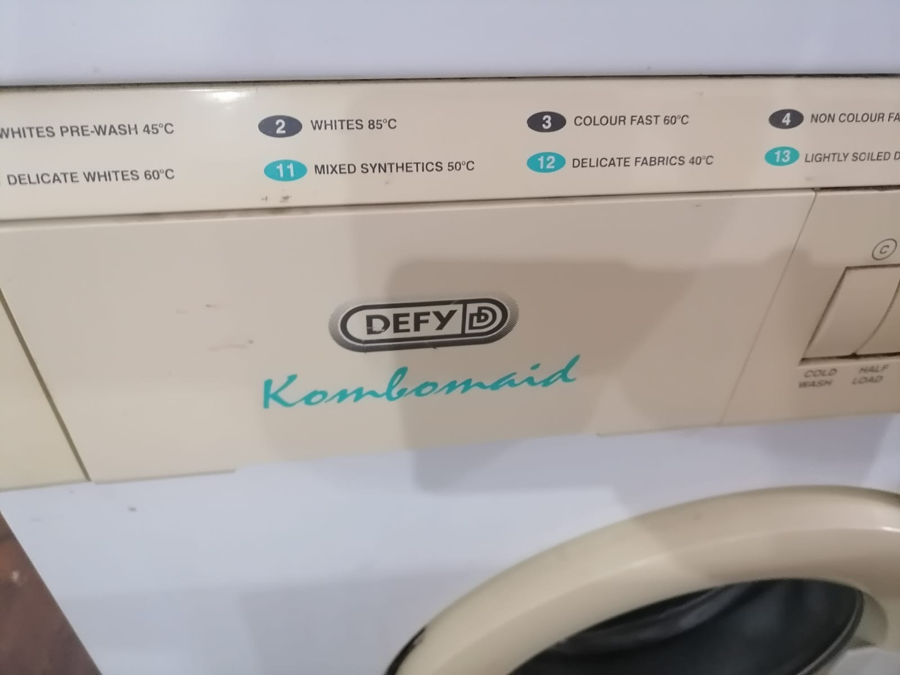 WHITES PRE-WASH 45°C 2 WHITES 85°C 3 COLOUR FAST 60°C 4 NON COLOUR FA
DELICATE WHITES 60°C 11 MIXED SYNTHETICS 50°C 12 DELICATE FABRICS 40°C 13 LIGHTLY SOILED D
C
DEFY D
Kombomaid
COLD HALF
WASH LOAD